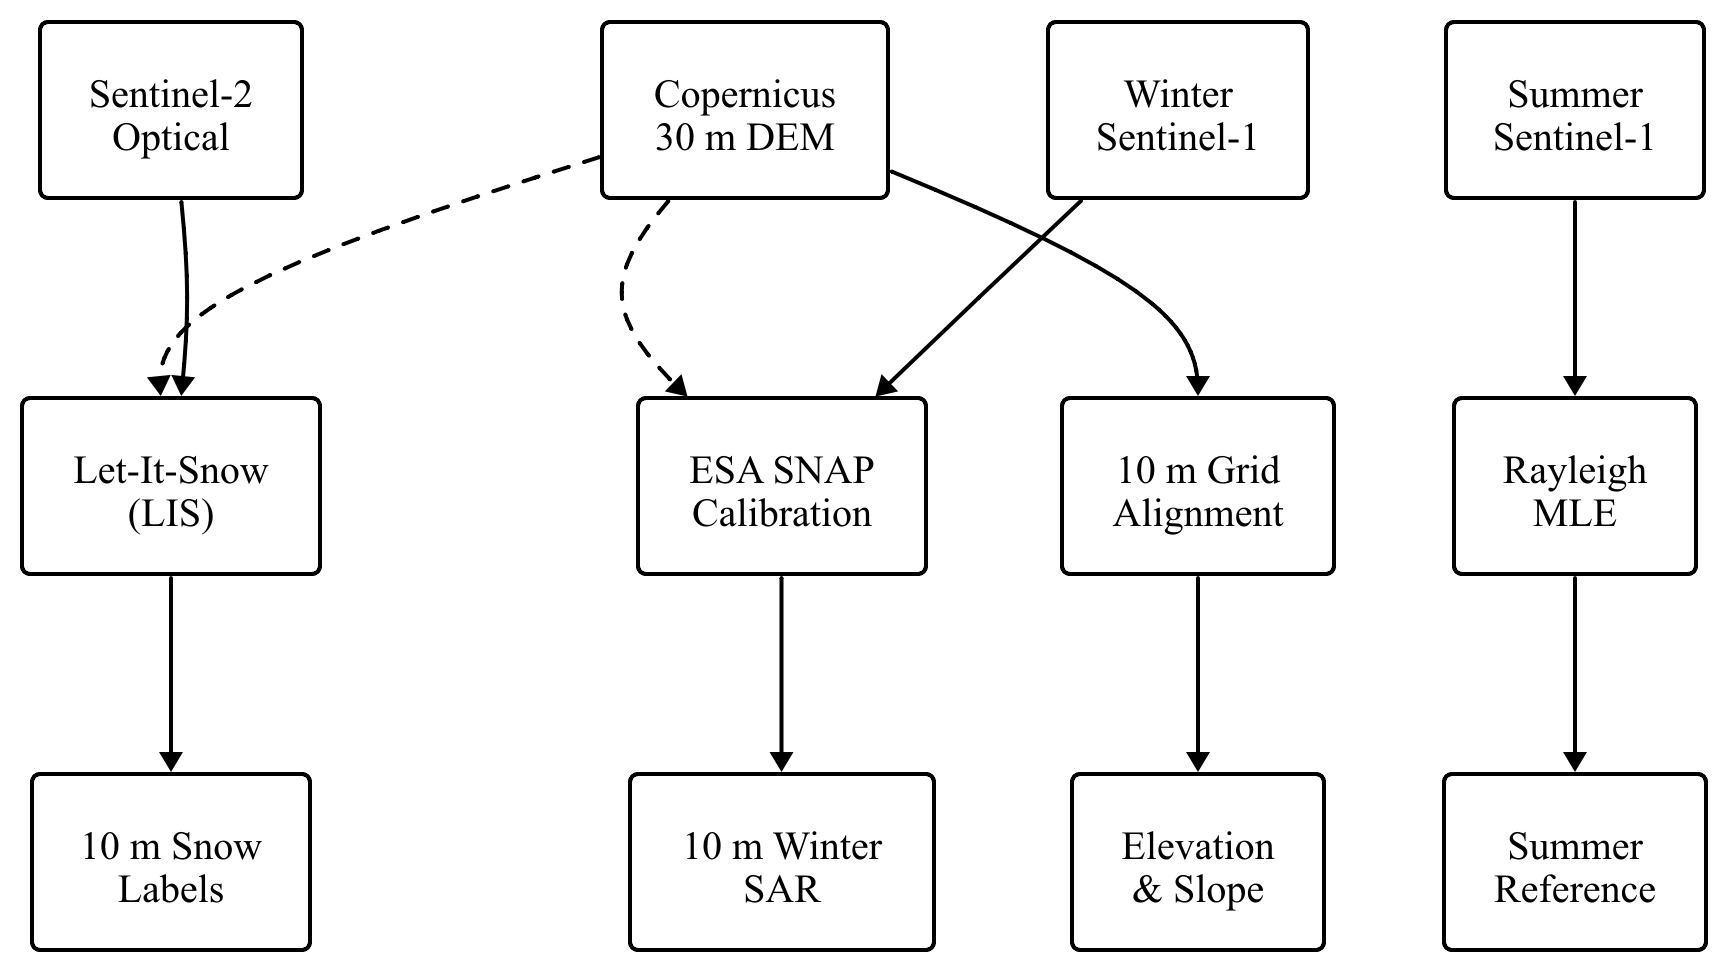 Sentinel-2
Optical
Copernicus
30 m DEM
Winter
Sentinel-1
Summer
Sentinel-1
Let-It-Snow
(LIS)
ESA SNAP
Calibration
10 m Grid
Alignment
Rayleigh
MLE
10 m Snow
Labels
10 m Winter
SAR
Elevation
& Slope
Summer
Reference